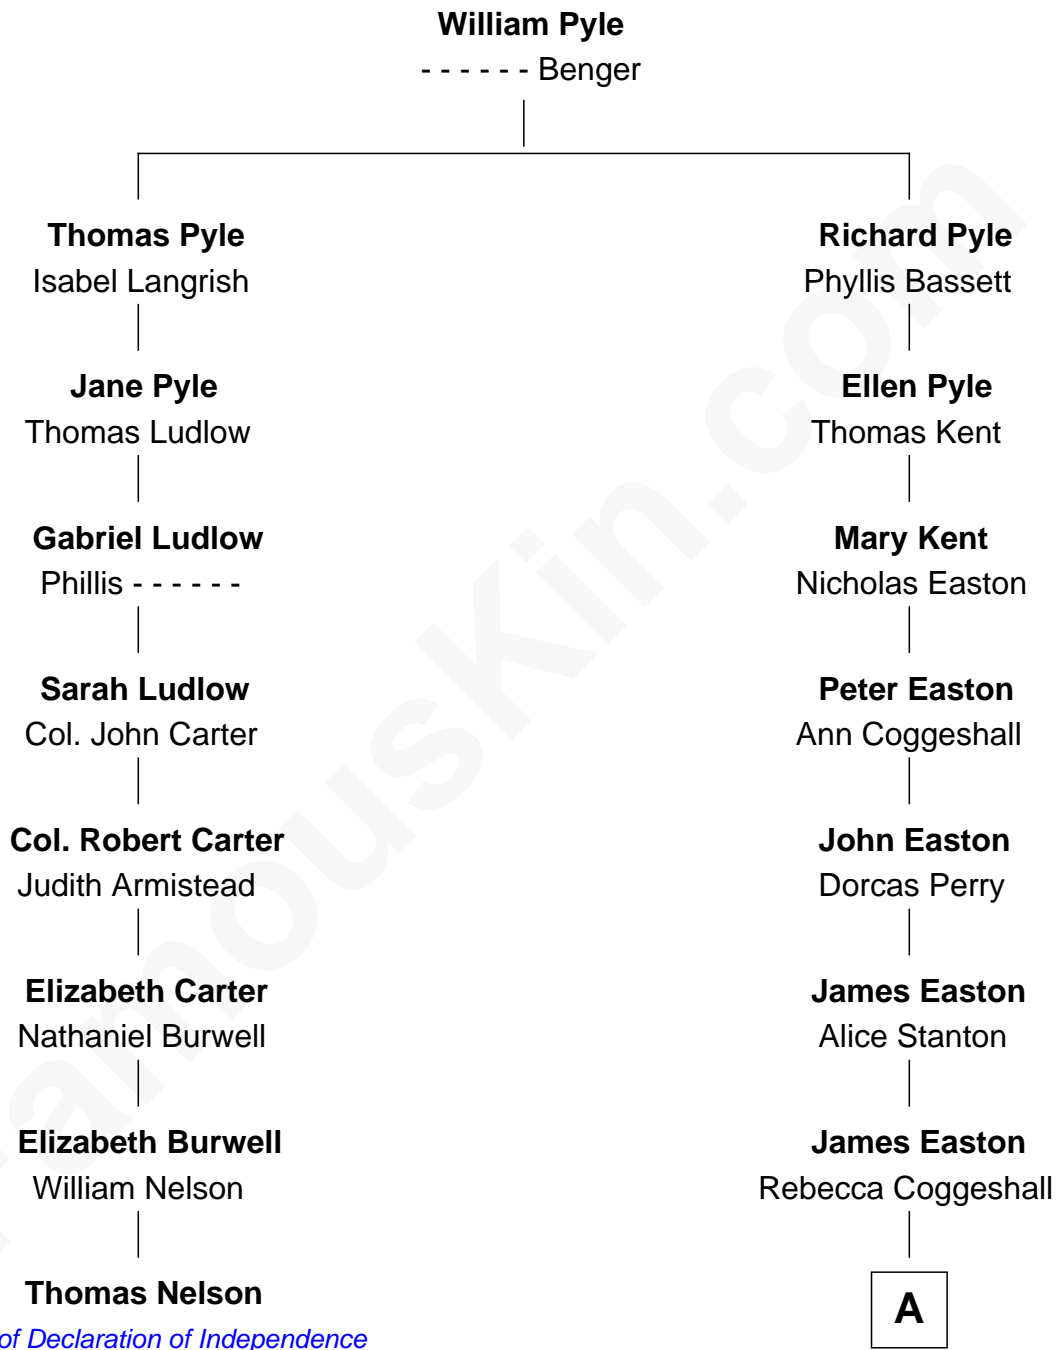 William Pyle
- - - - - - Benger
Thomas Pyle
Isabel Langrish
Richard Pyle
Phyllis Bassett
Jane Pyle
Thomas Ludlow
Ellen Pyle
Thomas Kent
Gabriel Ludlow
Phillis - - - - - -
Mary Kent
Nicholas Easton
Sarah Ludlow
Col. John Carter
Peter Easton
Ann Coggeshall
Col. Robert Carter
Judith Armistead
John Easton
Dorcas Perry
Elizabeth Carter
Nathaniel Burwell
James Easton
Alice Stanton
Elizabeth Burwell
William Nelson
James Easton
Rebecca Coggeshall
Thomas Nelson
of Declaration of Independence
A
amousKin.com